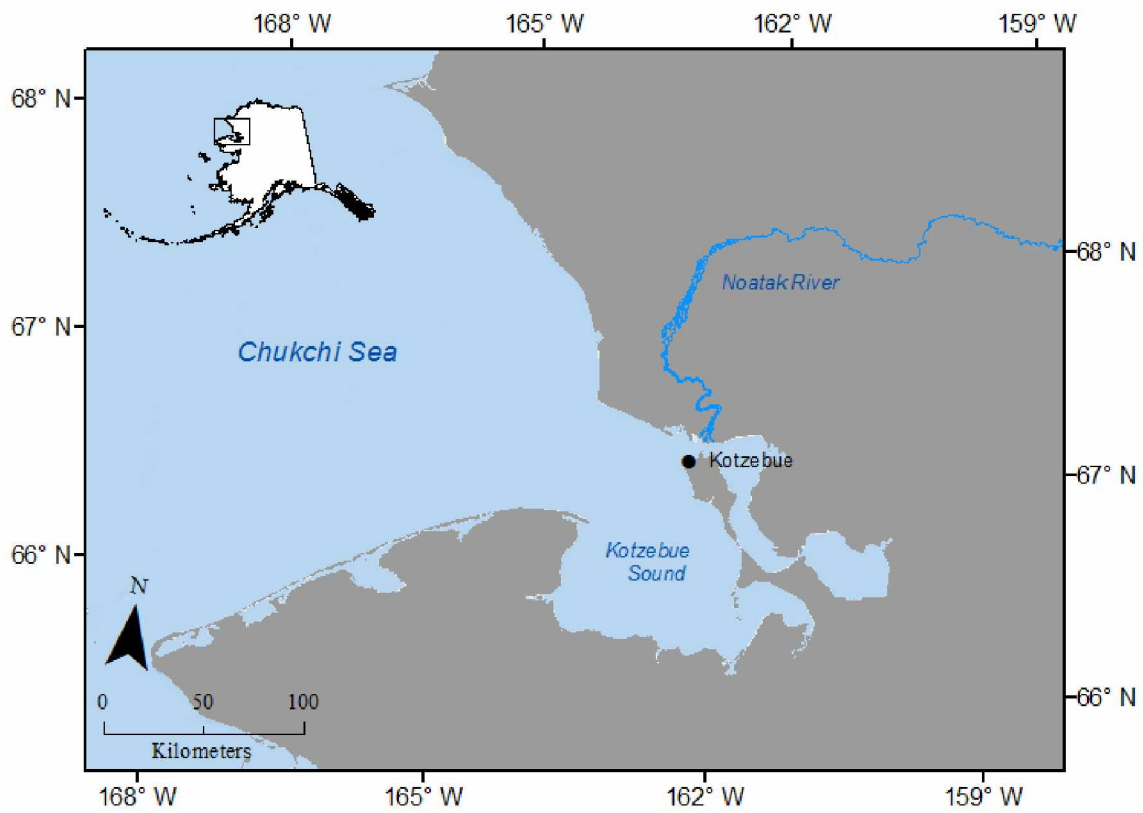 168° W
165° W
162° W
159° W
68° N
68° N
Noatak River
67° N
Chukchi Sea
Kotzebue
67° N
66° N
Kotzebue
Sound
N
66° N
0 50 100
Kilometers
168° W
165° W
162° W
159° W